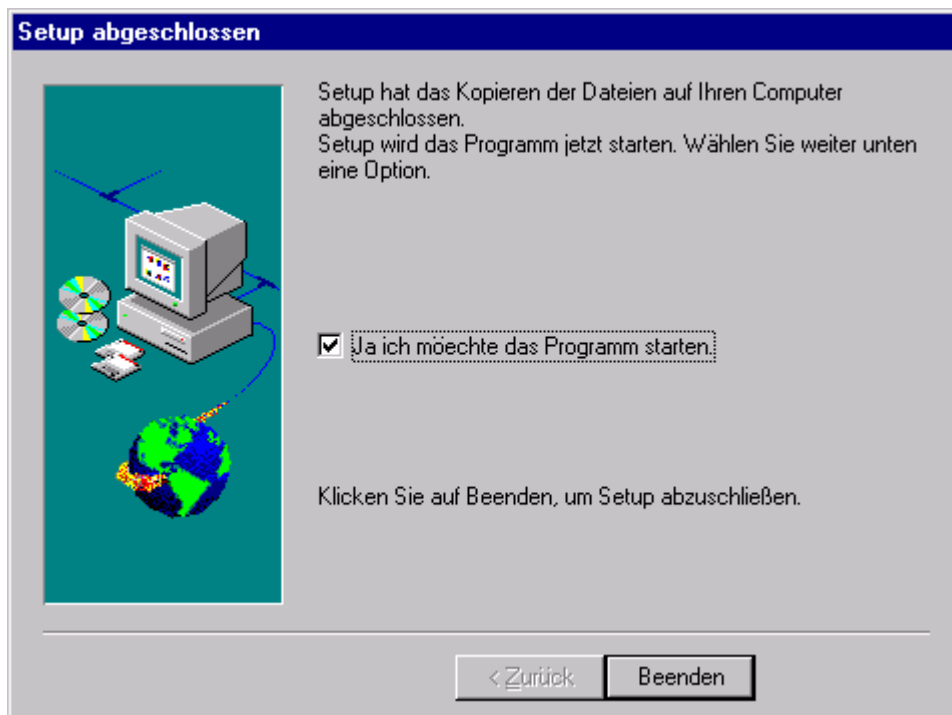 Setup abgeschlossen
Setup hat das Kopieren der Dateien auf Ihren Computer
abgeschlossen.
Setup wird das Programm jetzt starten. Wählen Sie weiter unten
eine Option.
Ja ich möechte das Programm starten.
Klicken Sie auf Beenden, um Setup abzuschließen.
< Zurück
Beenden